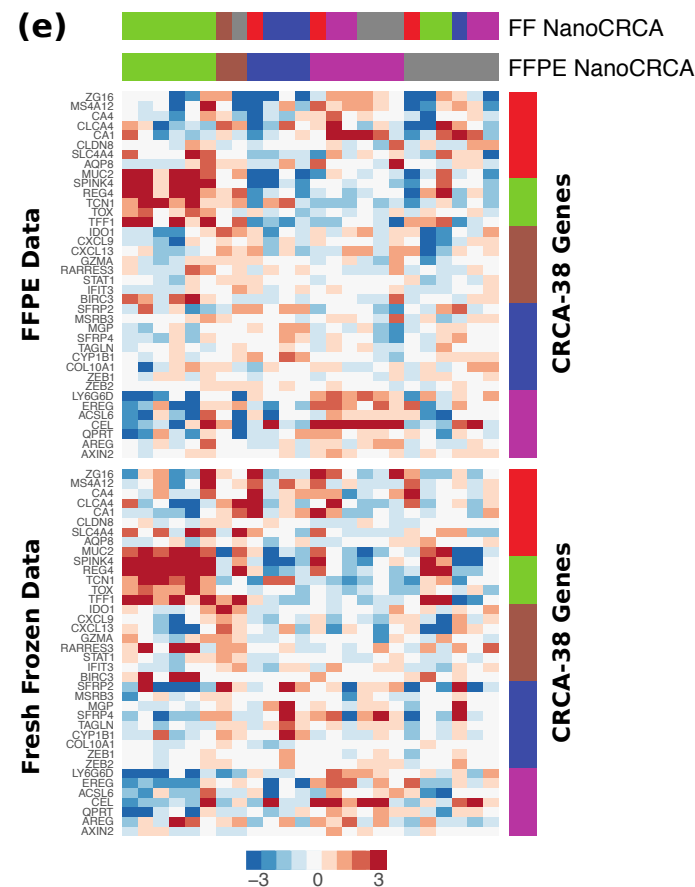 (e)
FF NanoCRCA
FFPE NanoCRCA
FFPE Data
ZG16
MS4A12
CA4
CLCA4
CA1
CLDN8
SLC4A4
AQP8
MUC2
SPINK4
REG4
TCN1
TOX
TFF1
IDO1
CXCL9
CXCL13
GZMA
RARRES3
STAT1
IFIT3
BIRC3
SFRP2
MSRB3
MGP
SFRP4
TAGLN
CYP1B1
COL10A1
ZEB1
ZEB2
LY6G6D
EREG
ACSL6
CEL
QPRT
AREG
AXIN2
CRCA-38 Genes
Fresh Frozen Data
ZG16
MS4A12
CA4
CLCA4
CA1
CLDN8
SLC4A4
AQP8
MUC2
SPINK4
REG4
TCN1
TOX
TFF1
IDO1
CXCL9
CXCL13
GZMA
RARRES3
STAT1
IFIT3
BIRC3
SFRP2
MSRB3
MGP
SFRP4
TAGLN
CYP1B1
COL10A1
ZEB1
ZEB2
LY6G6D
EREG
ACSL6
CEL
QPRT
AREG
AXIN2
CRCA-38 Genes
−3 0 3